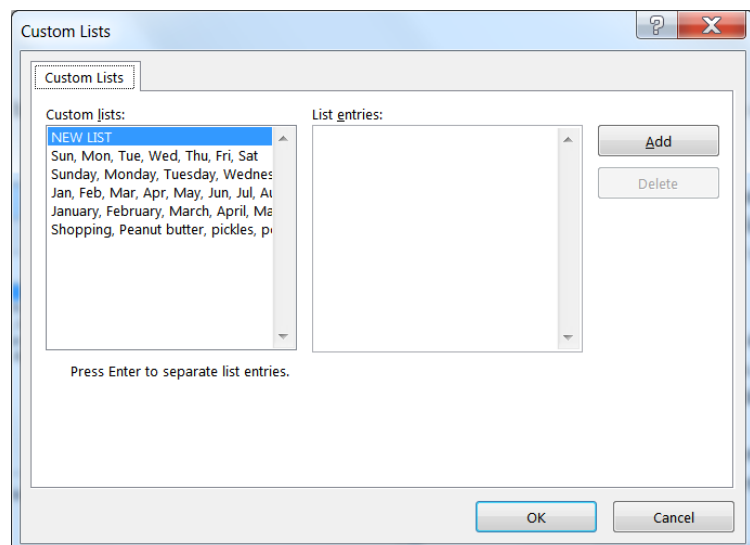 Custom Lists
Custom Lists
Custom lists:
NEW LIST
Sun, Mon, Tue, Wed, Thu, Fri, Sat
Sunday, Monday, Tuesday, Wednes
Jan, Feb, Mar, Apr, May, Jun, Jul, Au
January, February, March, April, Ma
Shopping, Peanut butter, pickles, po
List entries:
Add
Delete
Press Enter to separate list entries.
OK
Cancel